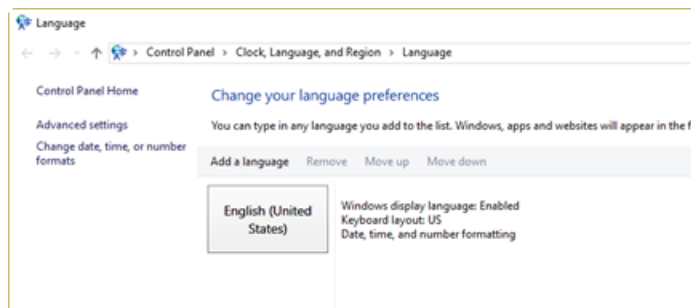 Language
Control Panel › Clock, Language, and Region › Language
Control Panel Home
Advanced settings
Change date, time, or number
formats
Change your language preferences
You can type in any language you add to the list. Windows, apps and websites will appear in the f
Add a language Remove Move up Move down
English (United
States)
Windows display language: Enabled
Keyboard layout: US
Date, time, and number formatting